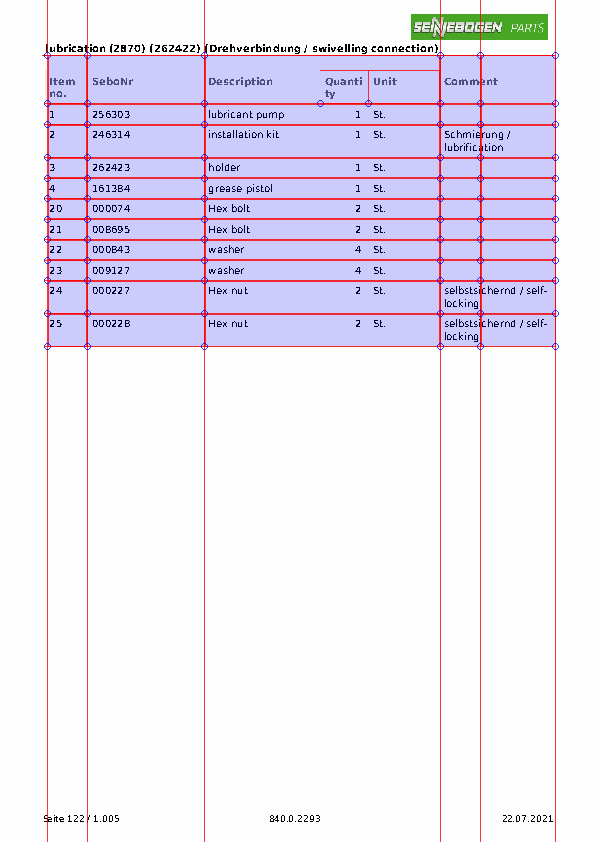 SENNEBOGEN PARTS
lubrication (2870) (262422) (Drehverbindung / swivelling connection)
Item no. SeboNr Description Quantity Unit Comment
1 256303 lubricant pump 1 St.
2 246314 installation kit 1 St. Schmierung /
lubrification
3 262423 holder 1 St.
4 161384 grease pistol 1 St.
20 000074 Hex bolt 2 St.
21 008695 Hex bolt 2 St.
22 000843 washer 4 St.
23 009127 washer 4 St.
24 000227 Hex nut 2 St. selbstsichernd / self-
locking
25 000228 Hex nut 2 St. selbstsichernd / self-
locking
Seite 122 / 1.005 840.0.2293 22.07.2021